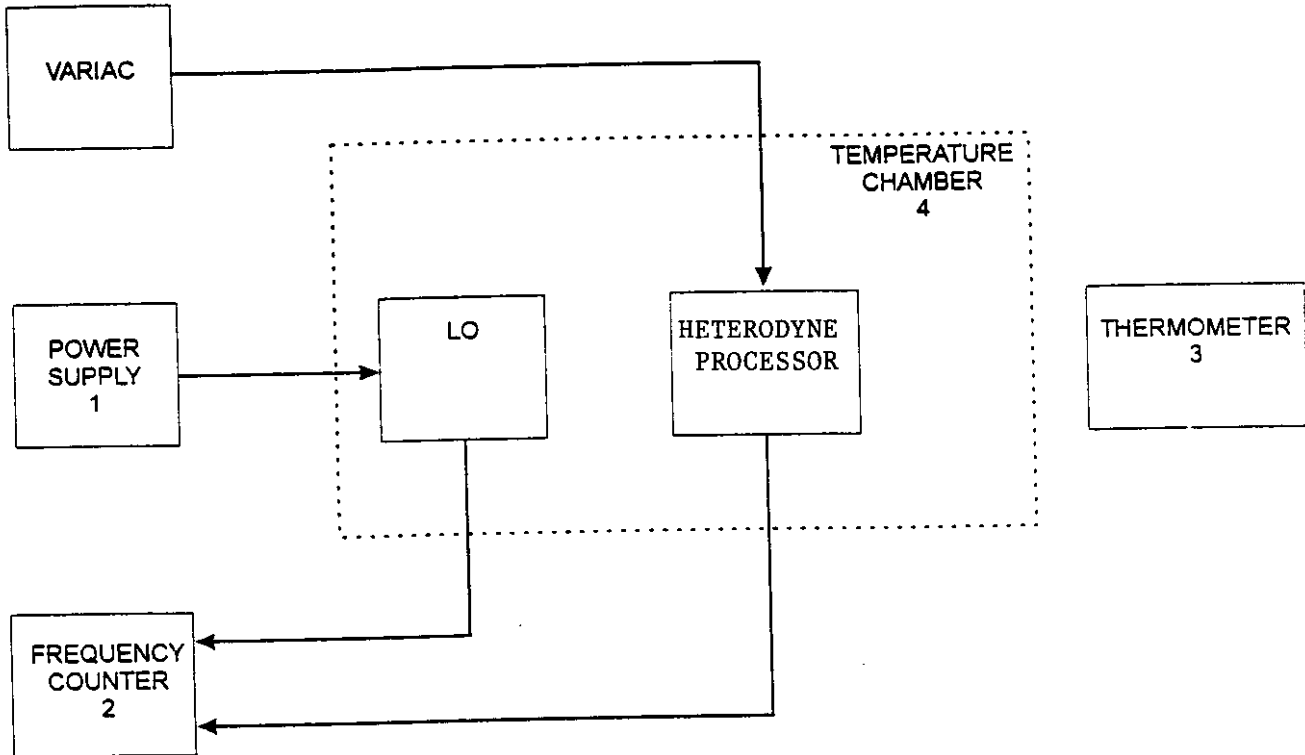 VARIAC
TEMPERATURE
CHAMBER
4
POWER
SUPPLY
1
LO
HETERODYNE
PROCESSOR
THERMOMETER
3
FREQUENCY
COUNTER
2